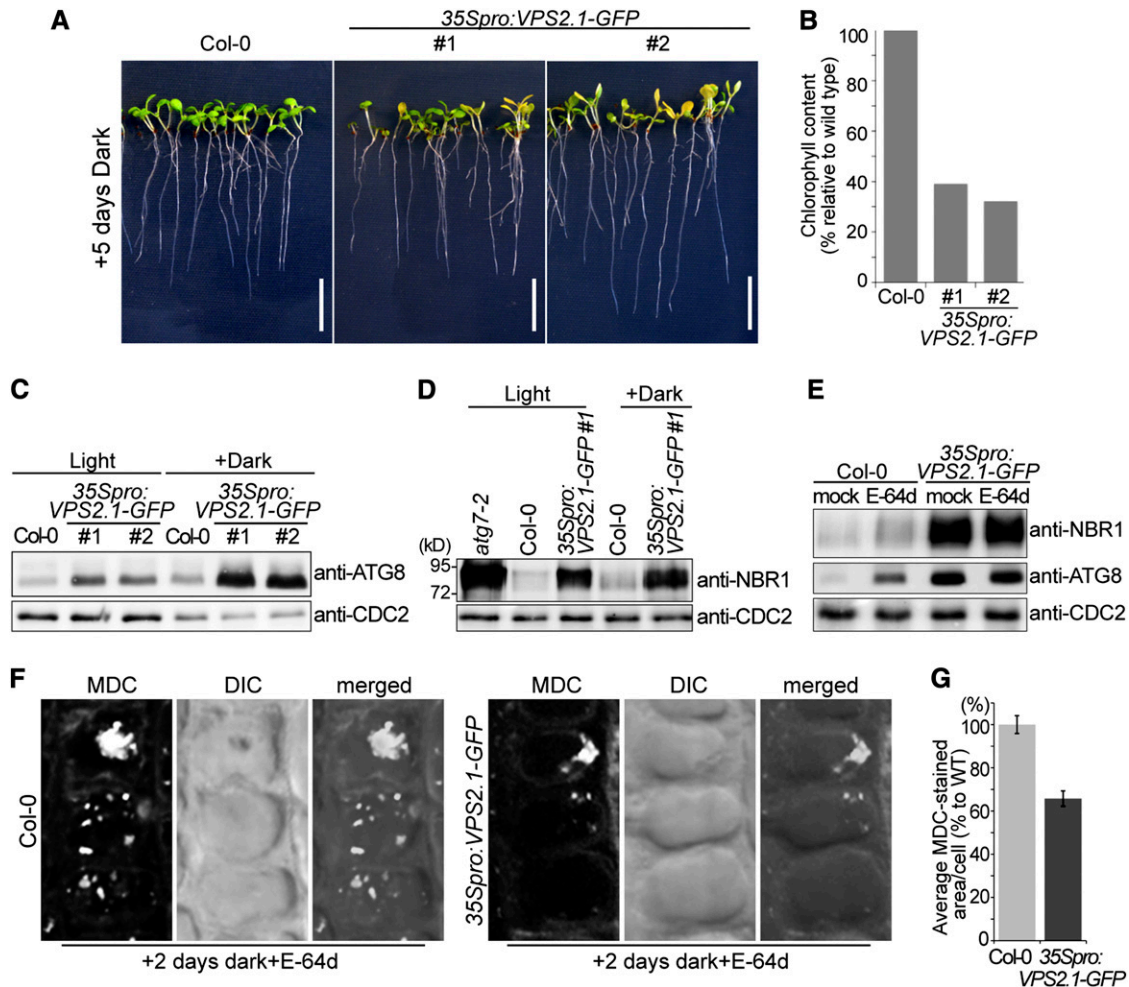 A
35Spro:VPS2.1-GFP
Col-0
#1
#2
+5 days Dark
B
100
80
60
40
20
0
Chlorophyll content
(% relative to wild type)
Col-0
#1
#2
35Spro:
VPS2.1-GFP
C
Light
+Dark
35Spro:
VPS2.1-GFP
35Spro:
VPS2.1-GFP
Col-0
#1
#2
Col-0
#1
#2
anti-ATG8
anti-CDC2
D
Light
+Dark
atg7-2
Col-0
35Spro:
VPS2.1-GFP #1
Col-0
35Spro:
VPS2.1-GFP #1
(kD)
95
72
anti-NBR1
anti-CDC2
E
35Spro:
VPS2.1-GFP
Col-0
mock
E-64d
mock
E-64d
anti-NBR1
anti-ATG8
anti-CDC2
F
MDC
DIC
merged
Col-0
+2 days dark+E-64d
MDC
DIC
merged
35Spro:VPS2.1-GFP
+2 days dark+E-64d
G
(%)
100
80
60
40
20
0
Average MDC-stained
area/cell (% to WT)
Col-0
35Spro:
VPS2.1-GFP